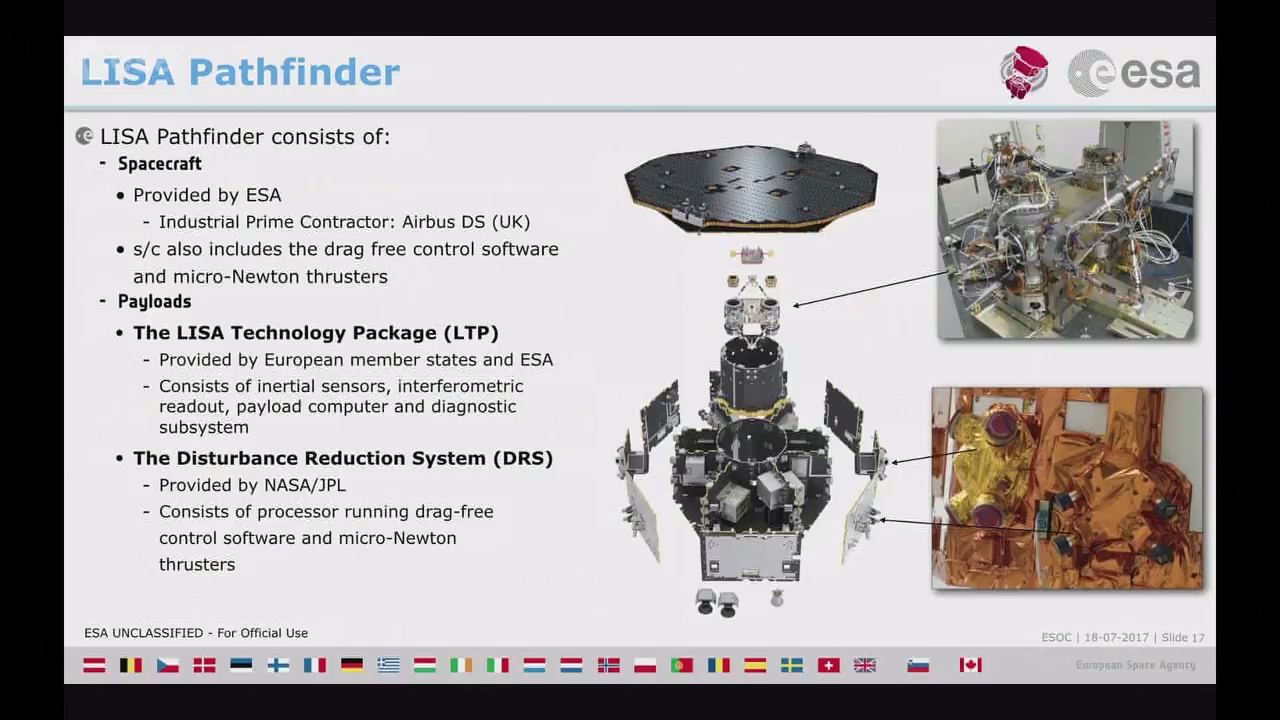 LISA Pathfinder
esa
LISA Pathfinder consists of:
- Spacecraft
• Provided by ESA
- Industrial Prime Contractor: Airbus DS (UK)
• s/c also includes the drag free control software
and micro-Newton thrusters
- Payloads
• The LISA Technology Package (LTP)
- Provided by European member states and ESA
- Consists of inertial sensors, interferometric
readout, payload computer and diagnostic
subsystem
• The Disturbance Reduction System (DRS)
- Provided by NASA/JPL
- Consists of processor running drag-free
control software and micro-Newton
thrusters
ESA UNCLASSIFIED - For Official Use
ESOC | 18-07-2017 | Slide 17
European Space Agency